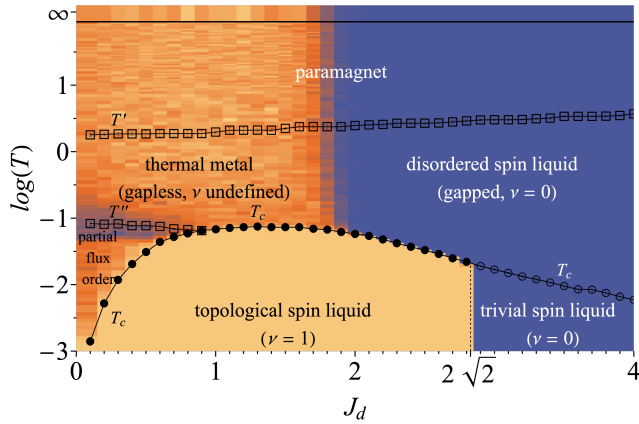 ∞
paramagnet
1
T′
log(T)
0
thermal metal
(gapless, ν undefined)
disordered spin liquid
(gapped, ν = 0)
−1
T″
T_c
partial
flux
order
−2
T_c
T_c
topological spin liquid
(ν = 1)
trivial spin liquid
(ν = 0)
−3
0 1 2 2√2 4
J_d